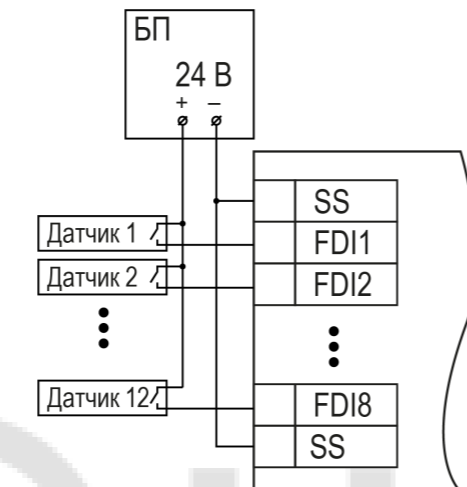 БП
24 В
+ –
SS
Датчик 1
FDI1
Датчик 2
FDI2
Датчик 12
FDI8
SS